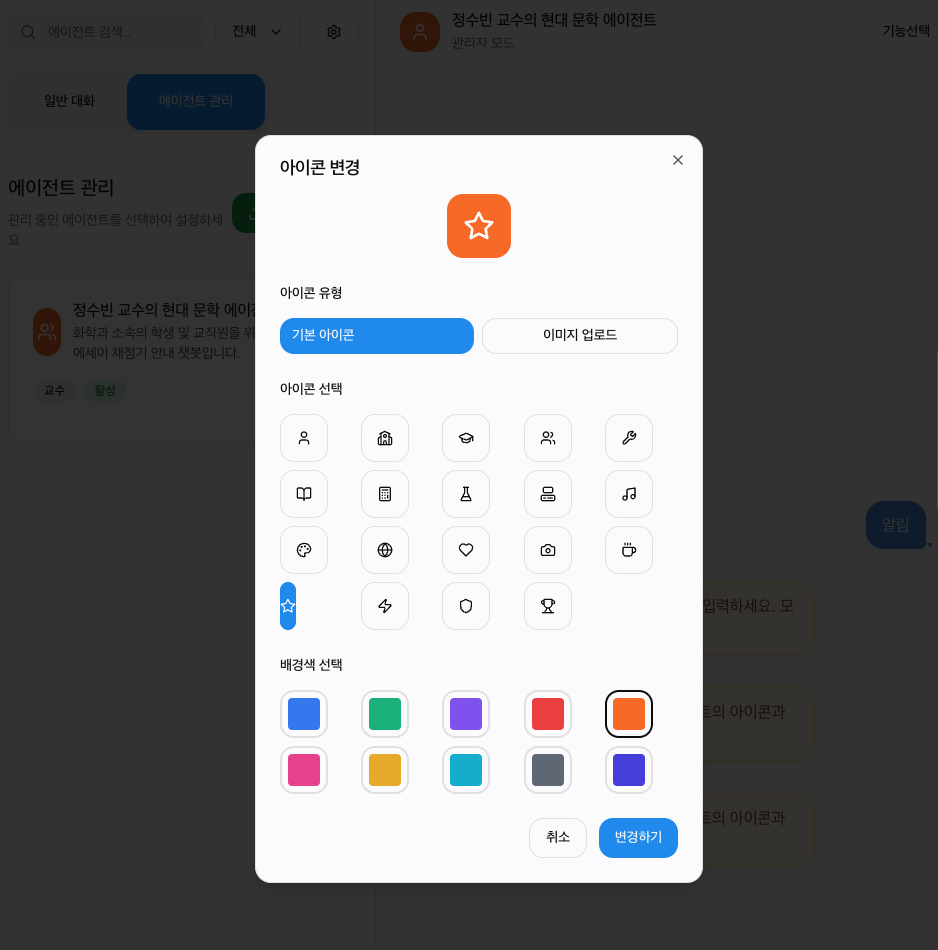 에이전트 검색...
전체
정수빈 교수의 현대 문학 에이전트
관리자 모드
기능선택
일반 대화
에이전트 관리
에이전트 관리
관리 중인 에이전트를 선택하여 설정하세
요
정수빈 교수의 현대 문학
화학과 소속의 학생 및 교직원을 위
에세이 채점기 안내 챗봇입니다.
교수
활성
아이콘 변경
아이콘 유형
기본 아이콘
이미지 업로드
아이콘 선택
배경색 선택
취소
변경하기
알림
입력하세요. 모
트의 아이콘과
트의 아이콘과